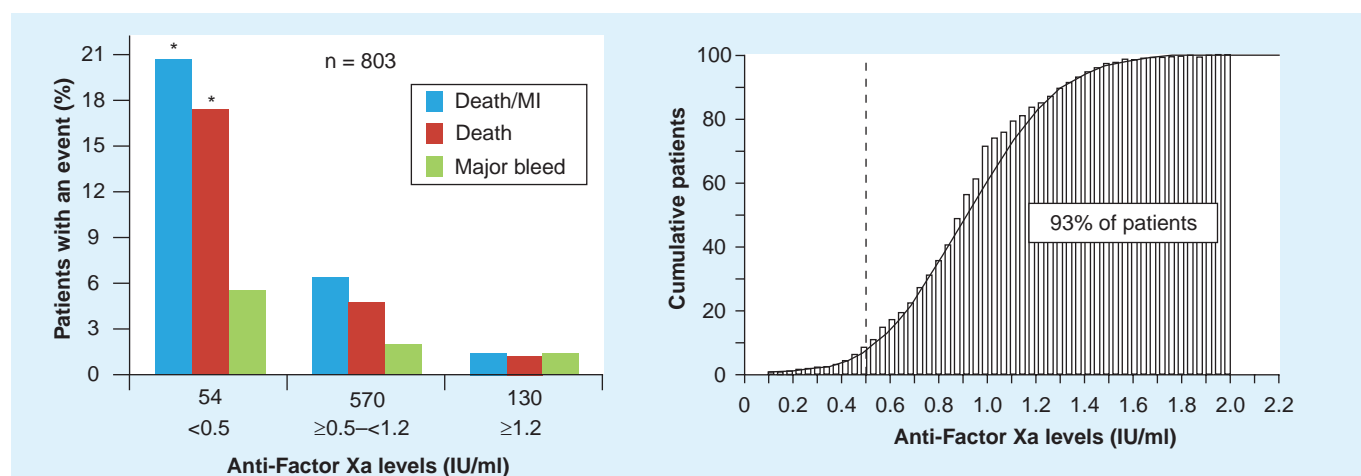 Patients with an event (%)
21
18
15
12
9
6
3
0
* *
n = 803
Death/MI
Death
Major bleed
54 570 130
<0.5 ≥0.5–<1.2 ≥1.2
Anti-Factor Xa levels (IU/ml)
Cumulative patients
100
80
60
40
20
0
93% of patients
0 0.2 0.4 0.6 0.8 1.0 1.2 1.4 1.6 1.8 2.0 2.2
Anti-Factor Xa levels (IU/ml)